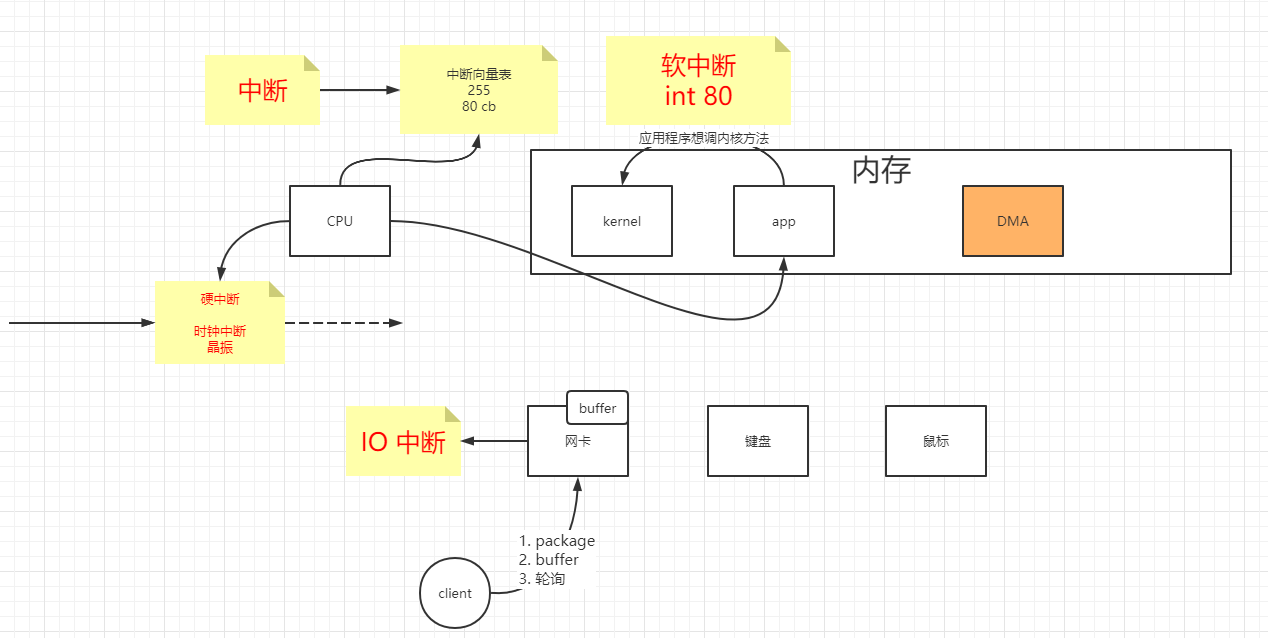 中断
中断向量表
255
80 cb
软中断
int 80
应用程序想调内核方法
内存
CPU
kernel
app
DMA
硬中断
时钟中断
晶振
buffer
IO 中断
网卡
键盘
鼠标
1. package
2. buffer
3. 轮询
client